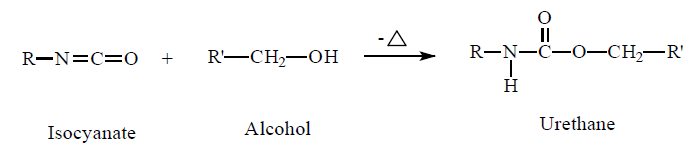 R—N=C=O + R'—CH₂—OH -△ R—N—C—O—CH₂—R'
O
H
Isocyanate Alcohol Urethane